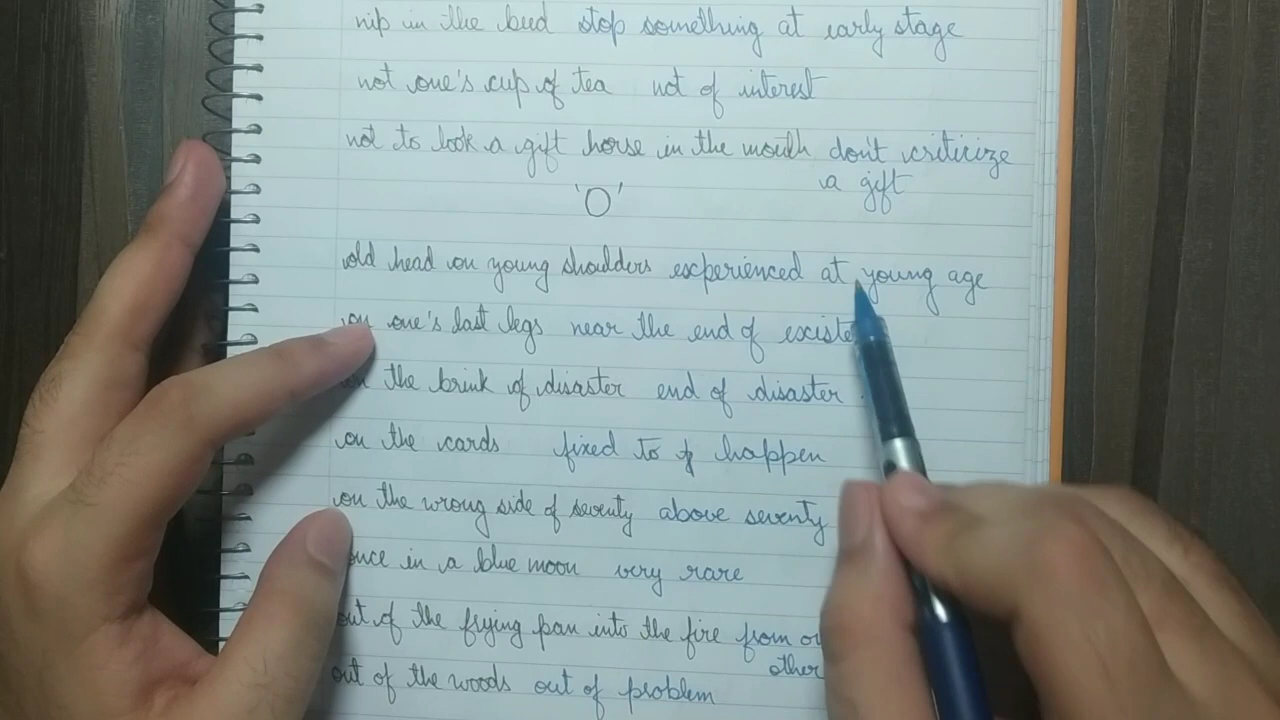 nip in the bud stop something at early stage
not one's cup of tea not of interest
not to look a gift horse in the mouth don't criticize
a gift
'O'
old head on young shoulders experienced at young age
on one's last legs near the end of
the brink of disaster end of disaster
on the cards fixed to happen
on the wrong side of seventy above seventy
once in a blue moon very rare
out of the frying pan into the fire from
other
out of the woods out of problem